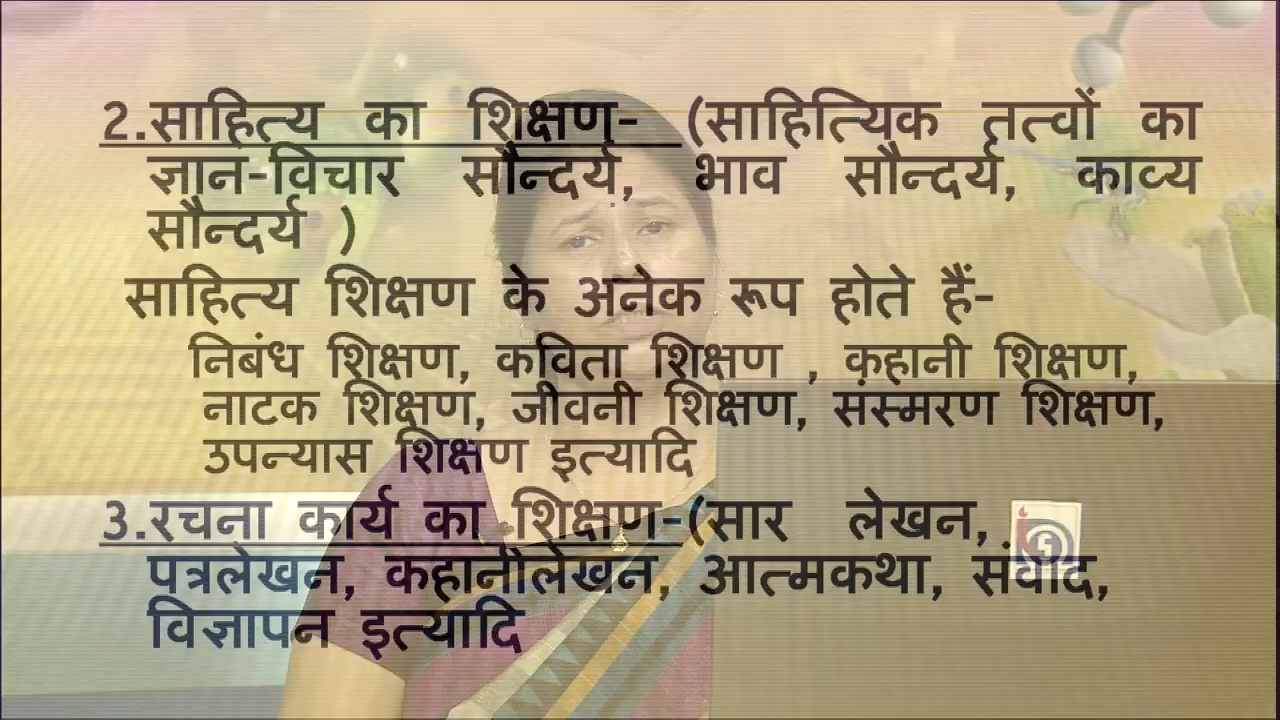 2.साहित्य का शिक्षण- (साहित्यिक तत्वों का
ज्ञान-विचार सौन्दर्य, भाव सौन्दर्य, काव्य
सौन्दर्य )
साहित्य शिक्षण के अनेक रूप होते हैं-
निबंध शिक्षण, कविता शिक्षण , कहानी शिक्षण,
नाटक शिक्षण, जीवनी शिक्षण, संस्मरण शिक्षण,
उपन्यास शिक्षण इत्यादि
3.रचना कार्य का शिक्षण-(सार लेखन,
पत्रलेखन, कहानीलेखन, आत्मकथा, संवाद,
विज्ञापन इत्यादि